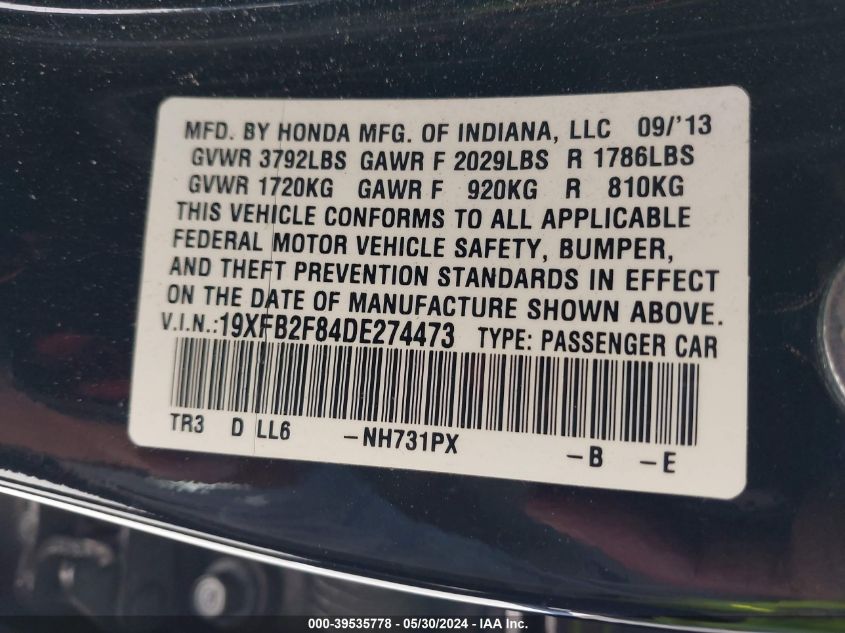 MFD. BY HONDA MFG. OF INDIANA, LLC 09/'13
GVWR 3792LBS GAWR F 2029LBS R 1786LBS
GVWR 1720KG GAWR F 920KG R 810KG
THIS VEHICLE CONFORMS TO ALL APPLICABLE
FEDERAL MOTOR VEHICLE SAFETY, BUMPER,
AND THEFT PREVENTION STANDARDS IN EFFECT
ON THE DATE OF MANUFACTURE SHOWN ABOVE.
V.I.N.:19XFB2F84DE274473 TYPE: PASSENGER CAR
TR3 D LL6 -NH731PX -B -E
000-39535778 - 05/30/2024 - IAA Inc.